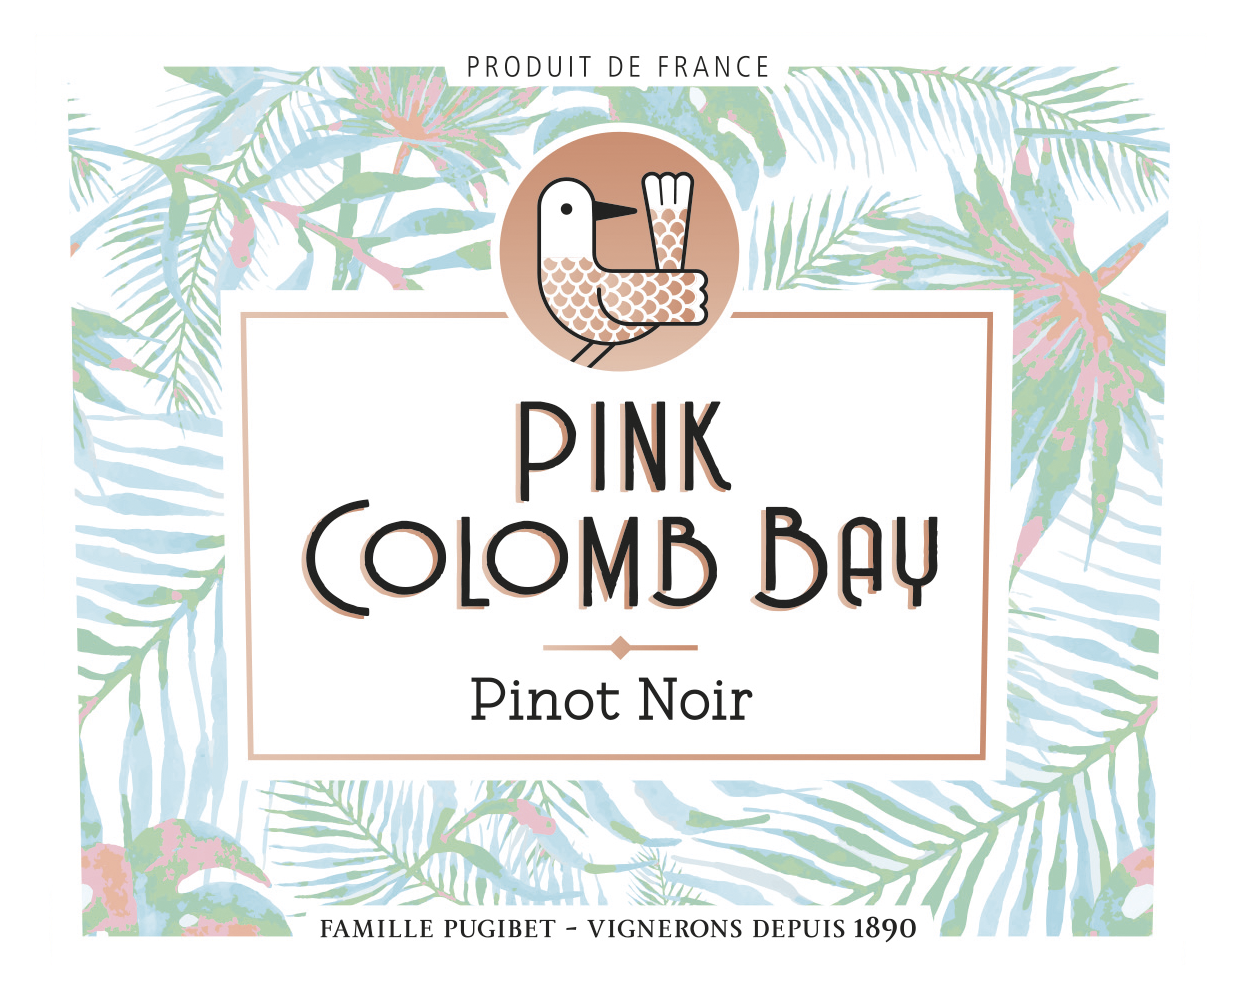 PRODUIT DE FRANCE
PINK
COLOMB BAY
Pinot Noir
FAMILLE PUGIBET - VIGNERONS DEPUIS 1890